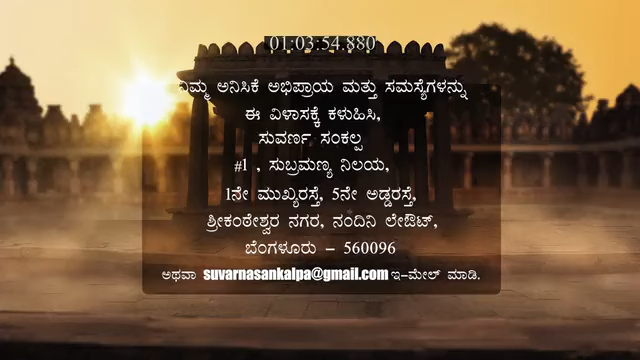 01:03:54.880
ನಿಮ್ಮ ಅನಿಸಿಕೆ ಅಭಿಪ್ರಾಯ ಮತ್ತು ಸಮಸ್ಯೆಗಳನ್ನು
ಈ ವಿಳಾಸಕ್ಕೆ ಕಳುಹಿಸಿ,
ಸುವರ್ಣ ಸಂಕಲ್ಪ
#1 , ಸುಬ್ರಮಣ್ಯ ನಿಲಯ,
1ನೇ ಮುಖ್ಯರಸ್ತೆ, 5ನೇ ಅಡ್ಡರಸ್ತೆ,
ಶ್ರೀಕಂಠೇಶ್ವರ ನಗರ, ನಂದಿನಿ ಲೇಔಟ್,
ಬೆಂಗಳೂರು – 560096
ಅಥವಾ suvarnasankalpa@gmail.com ಇ-ಮೇಲ್ ಮಾಡಿ.